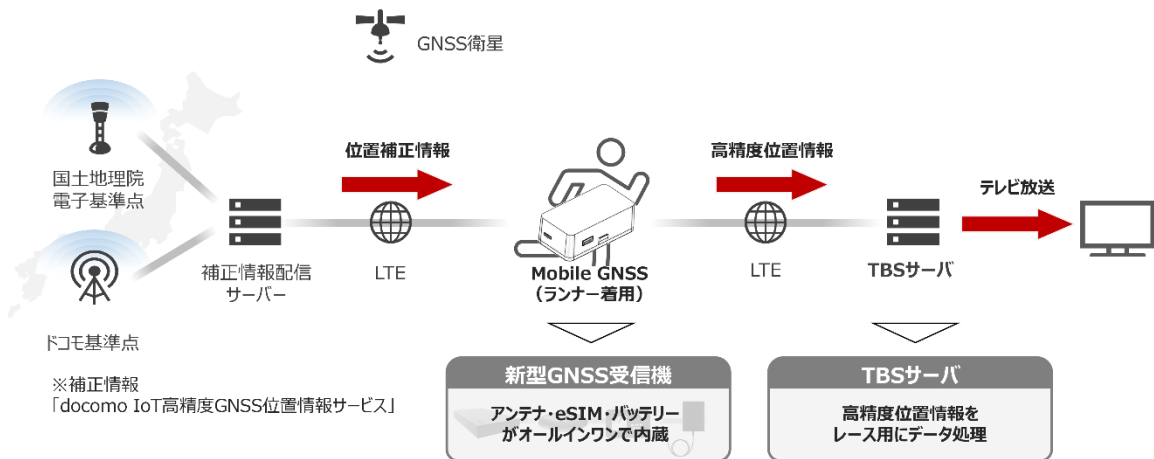 GNSS衛星
国土地理院
電子基準点
位置補正情報
高精度位置情報
テレビ放送
補正情報配信
サーバー
LTE
Mobile GNSS
（ランナー着用）
LTE
TBSサーバ
ドコモ基準点
※補正情報
「docomo IoT高精度GNSS位置情報サービス」
新型GNSS受信機
アンテナ・eSIM・バッテリー
がオールインワンで内蔵
TBSサーバ
高精度位置情報を
レース用にデータ処理